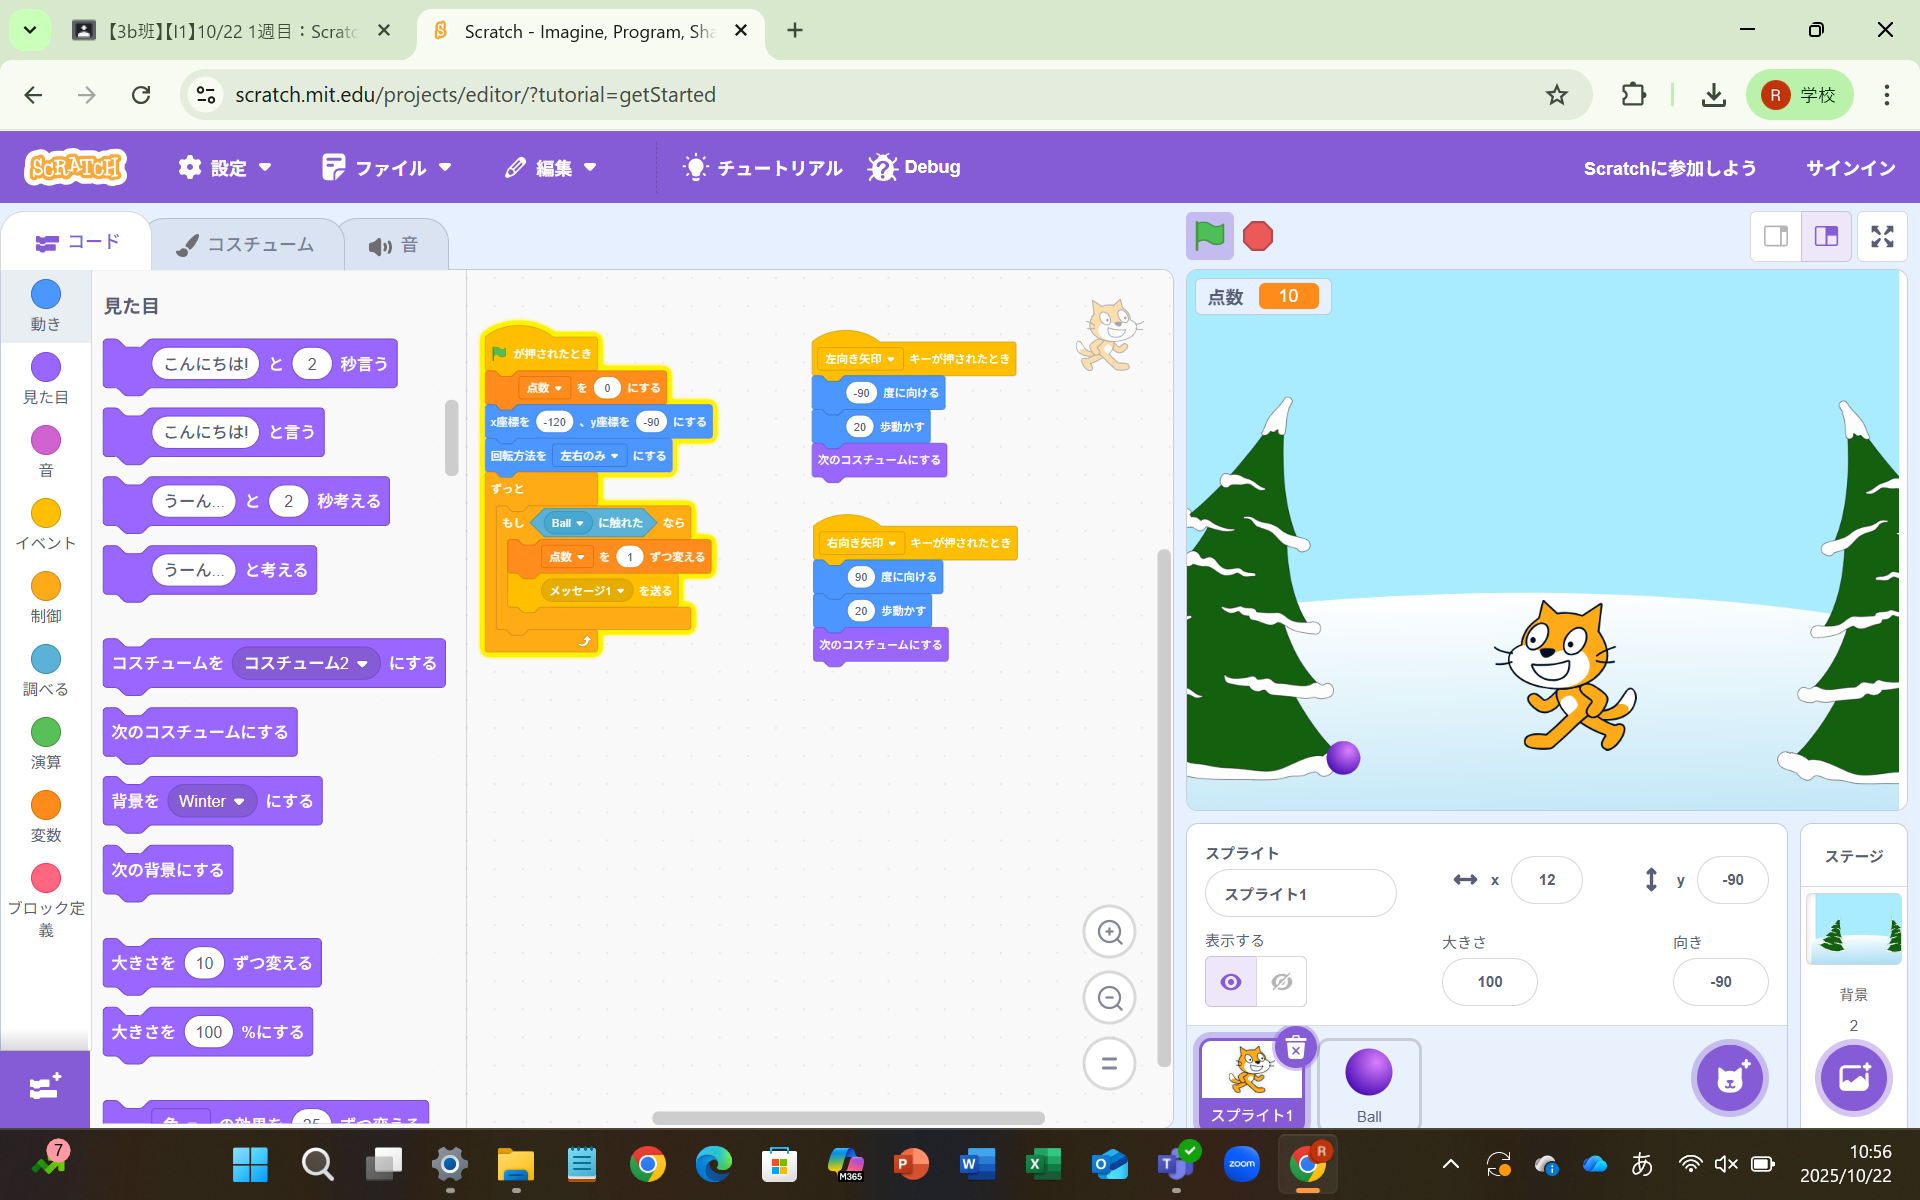 【3b班】【I1】10/22 1週目：Scratc
Scratch - Imagine, Program, Sha
scratch.mit.edu/projects/editor/?tutorial=getStarted
R 学校
SCRATCH
設定
ファイル
編集
チュートリアル
Debug
Scratchに参加しよう
サインイン
コード
コスチューム
音
動き
見た目
音
イベント
制御
調べる
演算
変数
ブロック定
義
見た目
こんにちは! と 2 秒言う
こんにちは! と言う
うーん... と 2 秒考える
うーん... と考える
コスチュームを コスチューム2 にする
次のコスチュームにする
背景を Winter にする
次の背景にする
大きさを 10 ずつ変える
大きさを 100 %にする
色 の効果を 25 ずつ変える
が押されたとき
点数 を 0 にする
x座標を -120 、y座標を -90 にする
回転方法を 左右のみ にする
ずっと
もし Ball に触れた なら
点数 を 1 ずつ変える
メッセージ1 を送る
左向き矢印 キーが押されたとき
-90 度に向ける
20 歩動かす
次のコスチュームにする
右向き矢印 キーが押されたとき
90 度に向ける
20 歩動かす
次のコスチュームにする
点数 10
スプライト
スプライト1
x 12
y -90
表示する
大きさ
100
向き
-90
スプライト1
Ball
ステージ
背景
2
7
M365
P
W
X
O
T
zoom
R
あ
10:56
2025/10/22